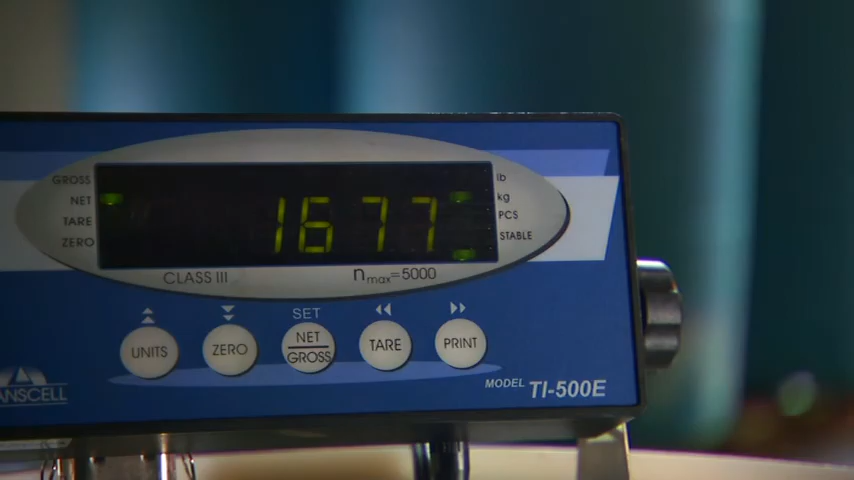 GROSS
NET
TARE
ZERO
1677
lb
kg
PCS
STABLE
CLASS III
nmax=5000
SET
UNITS
ZERO
NET
GROSS
TARE
PRINT
ANSCELL
MODEL TI-500E